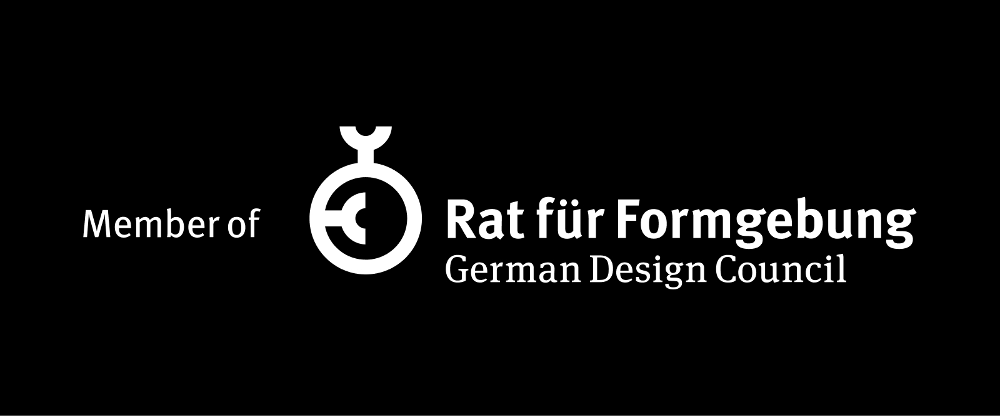 Member of
Rat für Formgebung
German Design Council